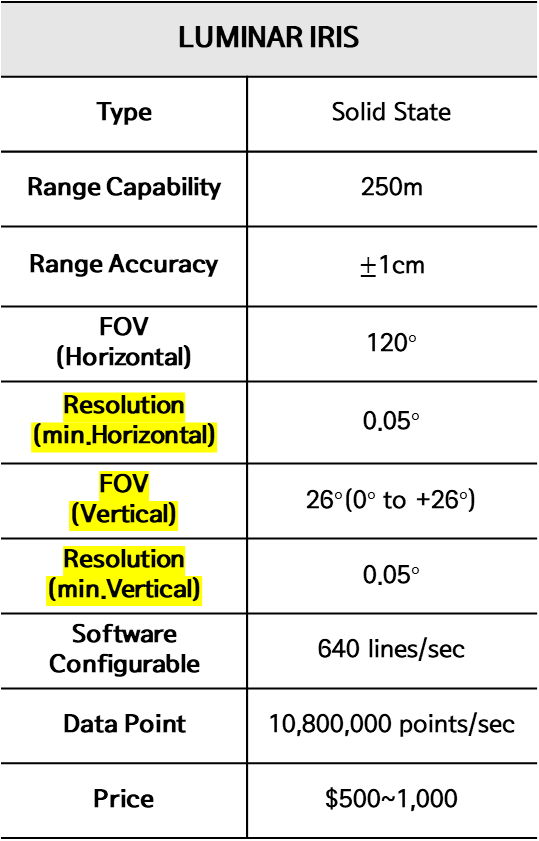 LUMINAR IRIS
Type
Solid State
Range Capability
250m
Range Accuracy
±1cm
FOV
(Horizontal)
120°
Resolution
(min.Horizontal)
0.05°
FOV
(Vertical)
26°(0° to +26°)
Resolution
(min.Vertical)
0.05°
Software
Configurable
640 lines/sec
Data Point
10,800,000 points/sec
Price
$500~1,000